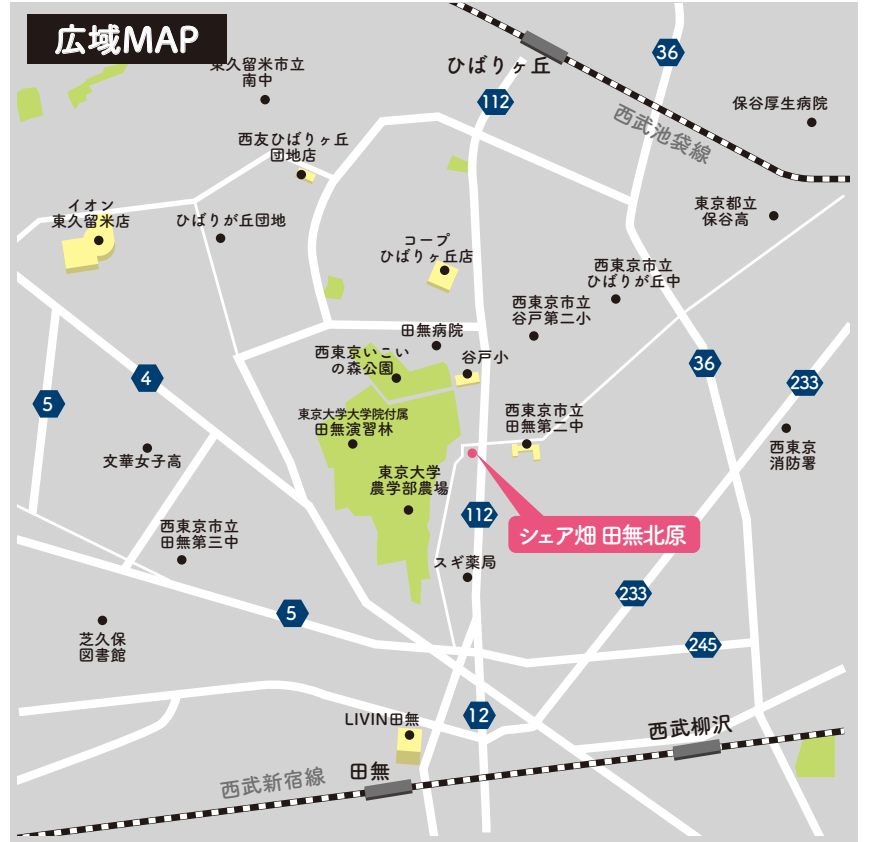 広域MAP
東久留米市立
南中
ひばりヶ丘
36
112
保谷厚生病院
西武池袋線
西友ひばりヶ丘
団地店
イオン
東久留米店
ひばりが丘団地
東京都立
保谷高
コープ
ひばりヶ丘店
西東京市立
ひばりが丘中
西東京市立
谷戸第二小
田無病院
西東京いこい
の森公園
谷戸小
36
4
5
233
東京大学大学院付属
田無演習林
西東京市立
田無第二中
西東京
消防署
文華女子高
東京大学
農学部農場
112
シェア畑 田無北原
西東京市立
田無第三中
スギ薬局
233
5
芝久保
図書館
245
LIVIN田無
12
西武柳沢
田無
西武新宿線